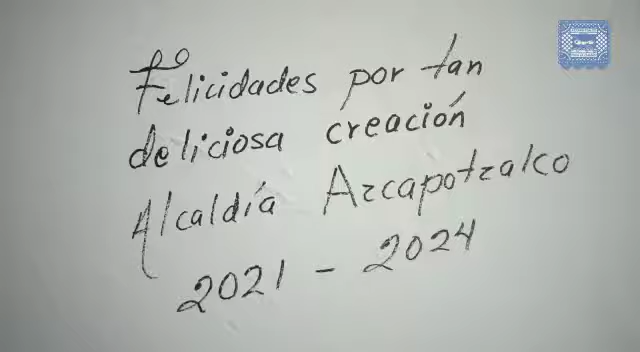 Felicidades por tan
deliciosa creación
Alcaldía Azcapotzalco
2021 - 2024